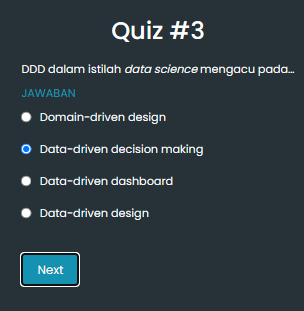 Quiz #3
DDD dalam istilah data science mengacu pada...
JAWABAN
Domain-driven design
Data-driven decision making
Data-driven dashboard
Data-driven design
Next